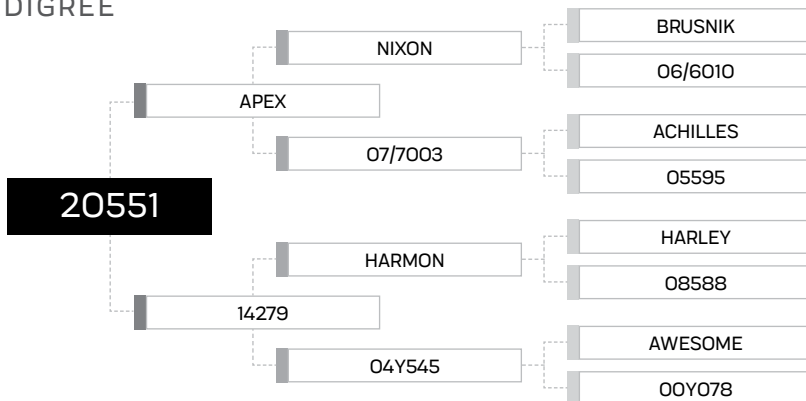 DIGREE
BRUSNIK
NIXON
06/6010
APEX
ACHILLES
07/7003
05595
20551
HARLEY
HARMON
08588
14279
AWESOME
04Y545
00Y078